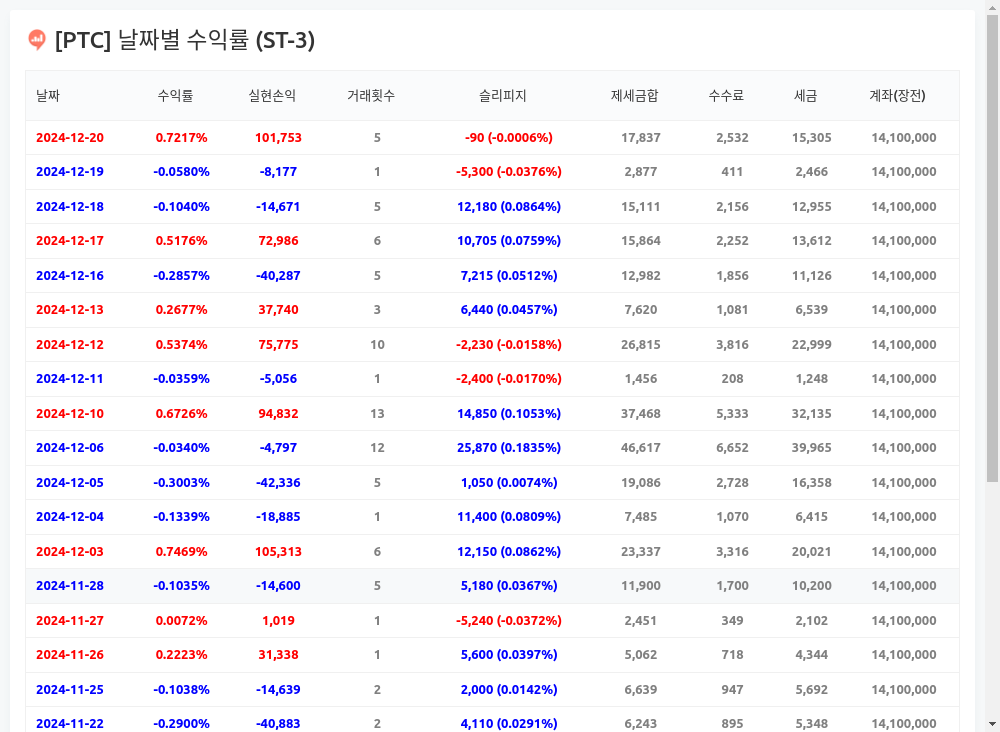 [PTC] 날짜별 수익률 (ST-3)
날짜 수익률 실현손익 거래횟수 슬리피지 제세금합 수수료 세금 계좌(장전)
2024-12-20 0.7217% 101,753 5 -90 (-0.0006%) 17,837 2,532 15,305 14,100,000
2024-12-19 -0.0580% -8,177 1 -5,300 (-0.0376%) 2,877 411 2,466 14,100,000
2024-12-18 -0.1040% -14,671 5 12,180 (0.0864%) 15,111 2,156 12,955 14,100,000
2024-12-17 0.5176% 72,986 6 10,705 (0.0759%) 15,864 2,252 13,612 14,100,000
2024-12-16 -0.2857% -40,287 5 7,215 (0.0512%) 12,982 1,856 11,126 14,100,000
2024-12-13 0.2677% 37,740 3 6,440 (0.0457%) 7,620 1,081 6,539 14,100,000
2024-12-12 0.5374% 75,775 10 -2,230 (-0.0158%) 26,815 3,816 22,999 14,100,000
2024-12-11 -0.0359% -5,056 1 -2,400 (-0.0170%) 1,456 208 1,248 14,100,000
2024-12-10 0.6726% 94,832 13 14,850 (0.1053%) 37,468 5,333 32,135 14,100,000
2024-12-06 -0.0340% -4,797 12 25,870 (0.1835%) 46,617 6,652 39,965 14,100,000
2024-12-05 -0.3003% -42,336 5 1,050 (0.0074%) 19,086 2,728 16,358 14,100,000
2024-12-04 -0.1339% -18,885 1 11,400 (0.0809%) 7,485 1,070 6,415 14,100,000
2024-12-03 0.7469% 105,313 6 12,150 (0.0862%) 23,337 3,316 20,021 14,100,000
2024-11-28 -0.1035% -14,600 5 5,180 (0.0367%) 11,900 1,700 10,200 14,100,000
2024-11-27 0.0072% 1,019 1 -5,240 (-0.0372%) 2,451 349 2,102 14,100,000
2024-11-26 0.2223% 31,338 1 5,600 (0.0397%) 5,062 718 4,344 14,100,000
2024-11-25 -0.1038% -14,639 2 2,000 (0.0142%) 6,639 947 5,692 14,100,000
2024-11-22 -0.2900% -40,883 2 4,110 (0.0291%) 6,243 895 5,348 14,100,000